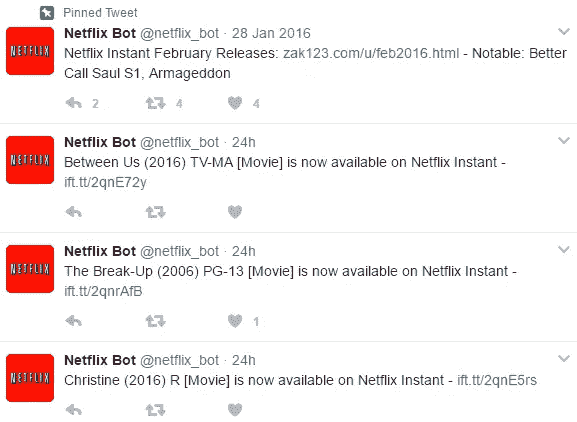 Pinned Tweet
Netflix Bot @netflix_bot · 28 Jan 2016
NETFLIX
Netflix Instant February Releases: zak123.com/u/feb2016.html - Notable: Better
Call Saul S1, Armageddon
2 4 4
Netflix Bot @netflix_bot · 24h
NETFLIX
Between Us (2016) TV-MA [Movie] is now available on Netflix Instant -
ift.tt/2qnE72y
Netflix Bot @netflix_bot · 24h
NETFLIX
The Break-Up (2006) PG-13 [Movie] is now available on Netflix Instant -
ift.tt/2qnrAfB
1
Netflix Bot @netflix_bot · 24h
NETFLIX
Christine (2016) R [Movie] is now available on Netflix Instant - ift.tt/2qnE5rs